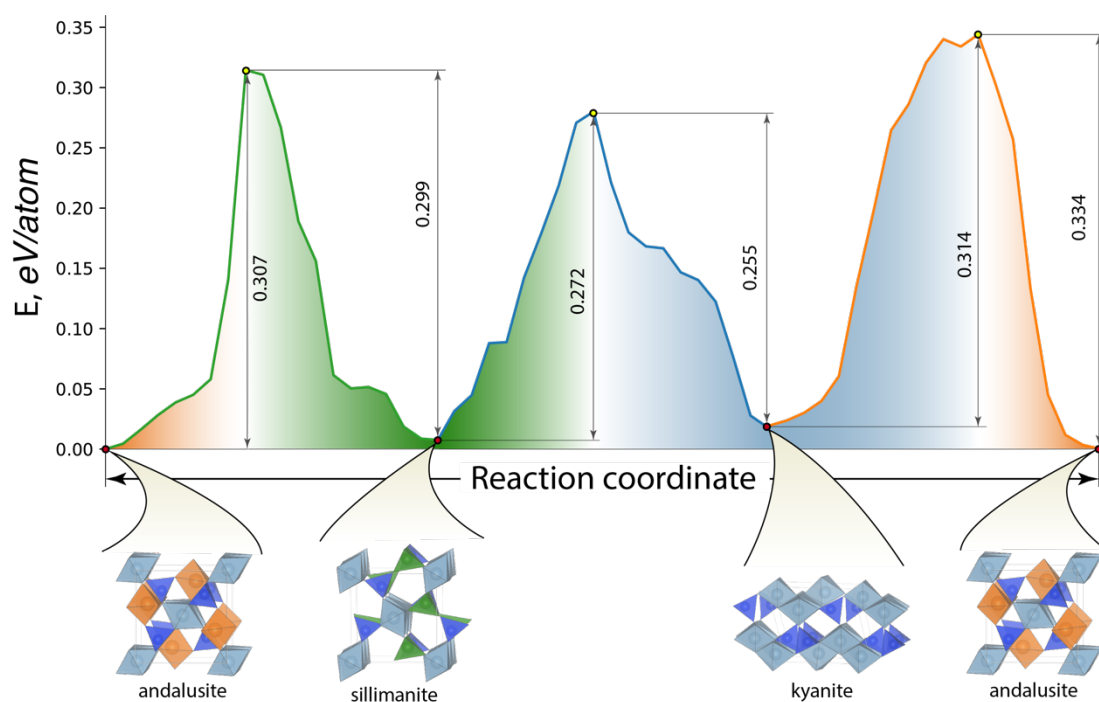 0.35
0.30
0.25
0.20
0.15
0.10
0.05
0.00
E, eV/atom
0.307
0.299
0.272
0.255
0.314
0.334
Reaction coordinate
andalusite
sillimanite
kyanite
andalusite